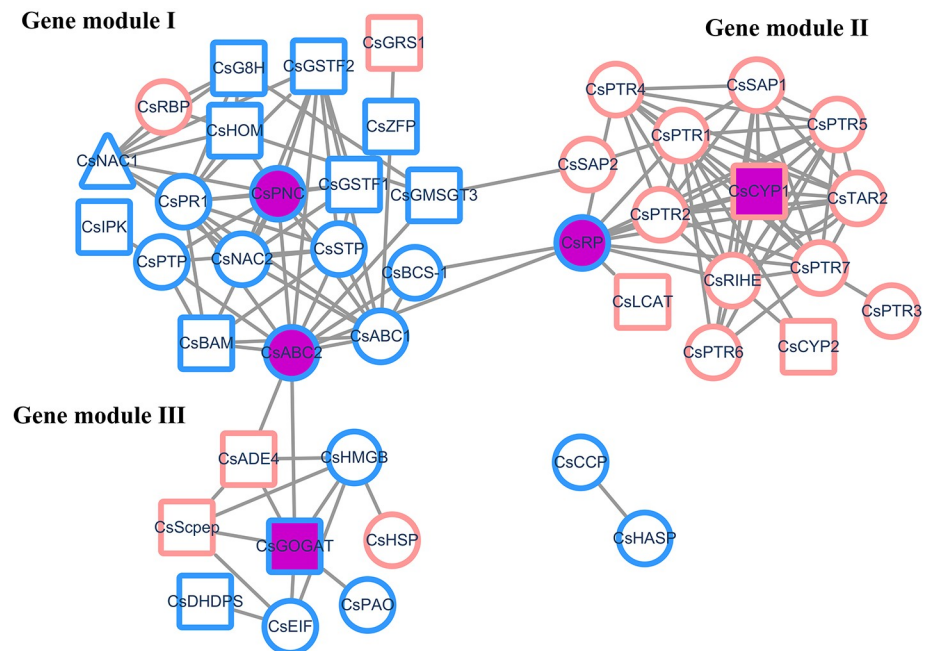 Gene module I
Gene module II
CsGRS1
CsG8H
CsGSTF2
CsRBP
CsHOM
CsZFP
CsNAC1
CsPR1
CsPNC
CsGSTF1
CsGMSGT3
CsIPK
CsPTP
CsNAC2
CsSTP
CsBCS-1
CsBAM
CsABC2
CsABC1
CsPTR4
CsSAP1
CsPTR1
CsPTR5
CsSAP2
CsCYP1
CsTAR2
CsPTR2
CsRP
CsRIHE
CsPTR7
CsLCAT
CsPTR3
CsPTR6
CsCYP2
Gene module III
CsADE4
CsHMGB
CsScpep
CsGOGAT
CsHSP
CsDHDPS
CsPAO
CsEIF
CsCCP
CsHASP